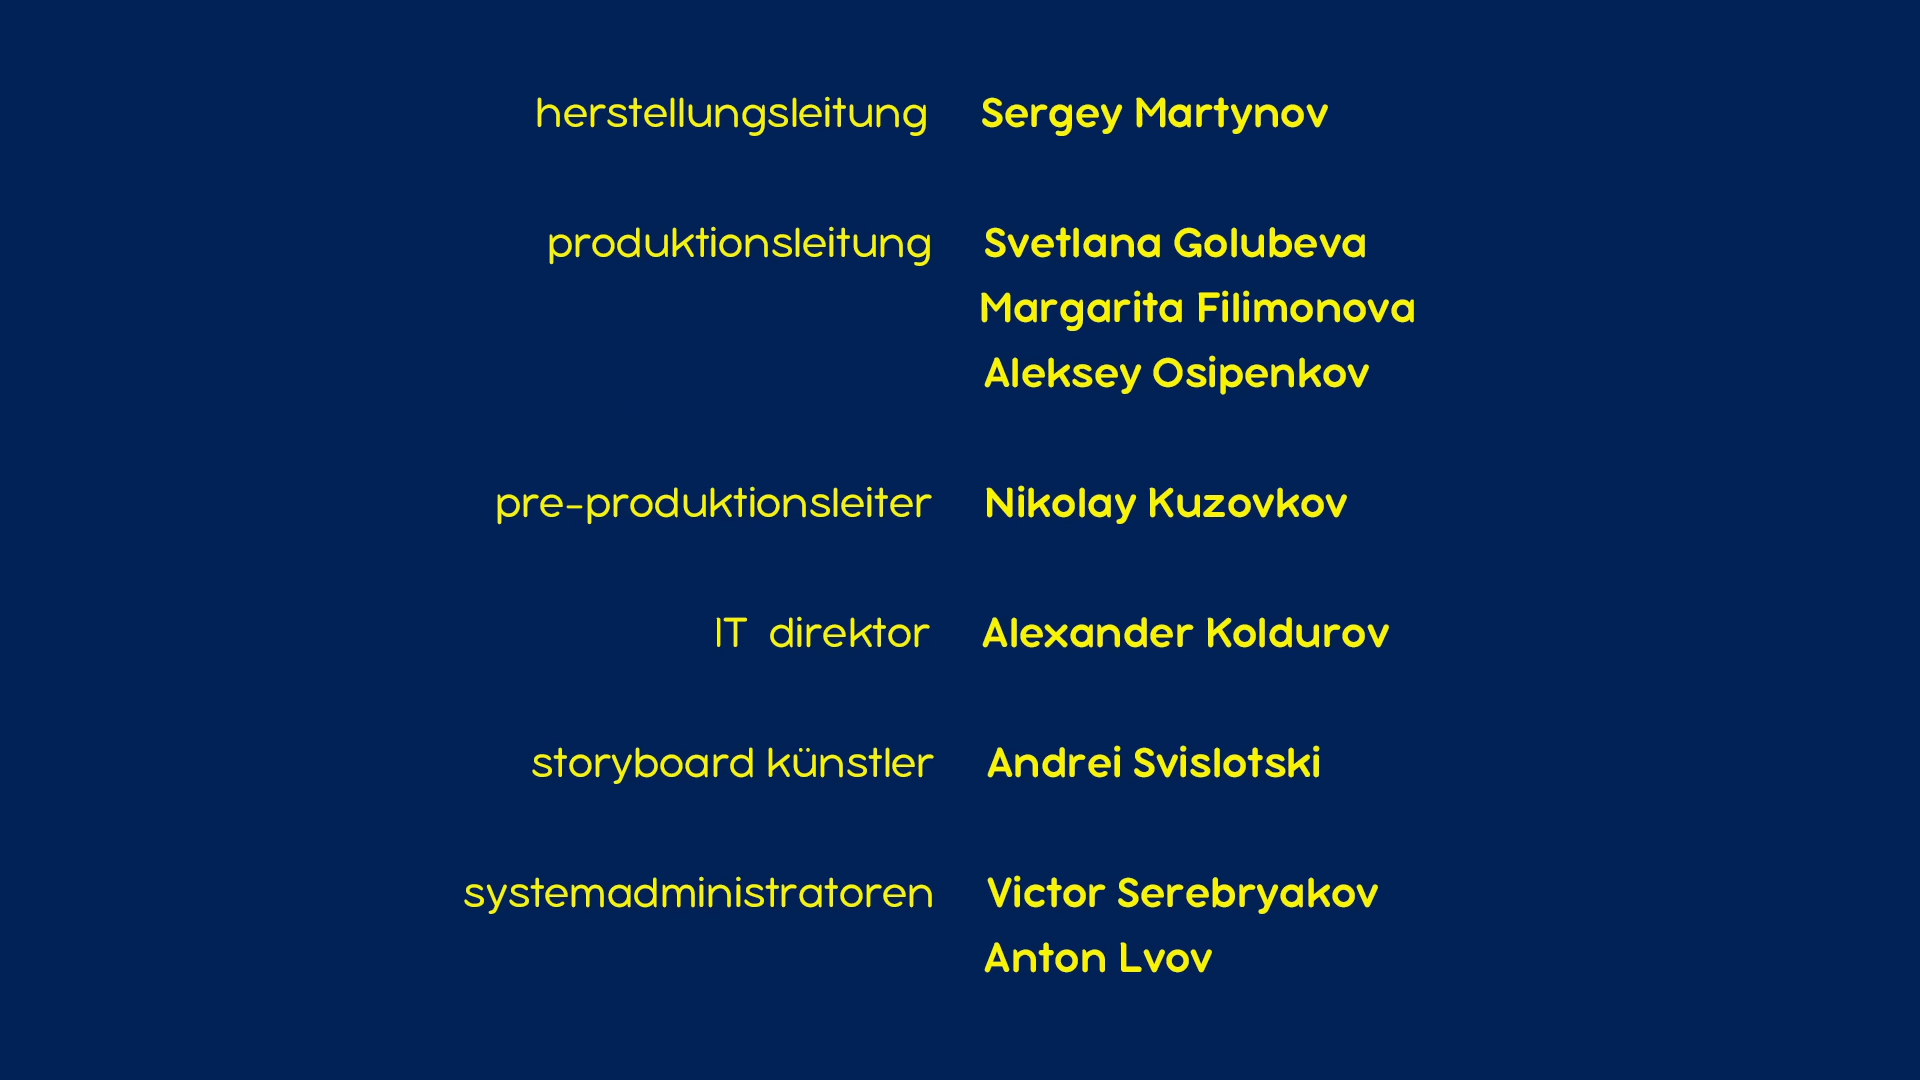 herstellungsleitung Sergey Martynov
produktionsleitung Svetlana Golubeva
Margarita Filimonova
Aleksey Osipenkov
pre-produktionsleiter Nikolay Kuzovkov
IT direktor Alexander Koldurov
storyboard künstler Andrei Svislotski
systemadministratoren Victor Serebryakov
Anton Lvov